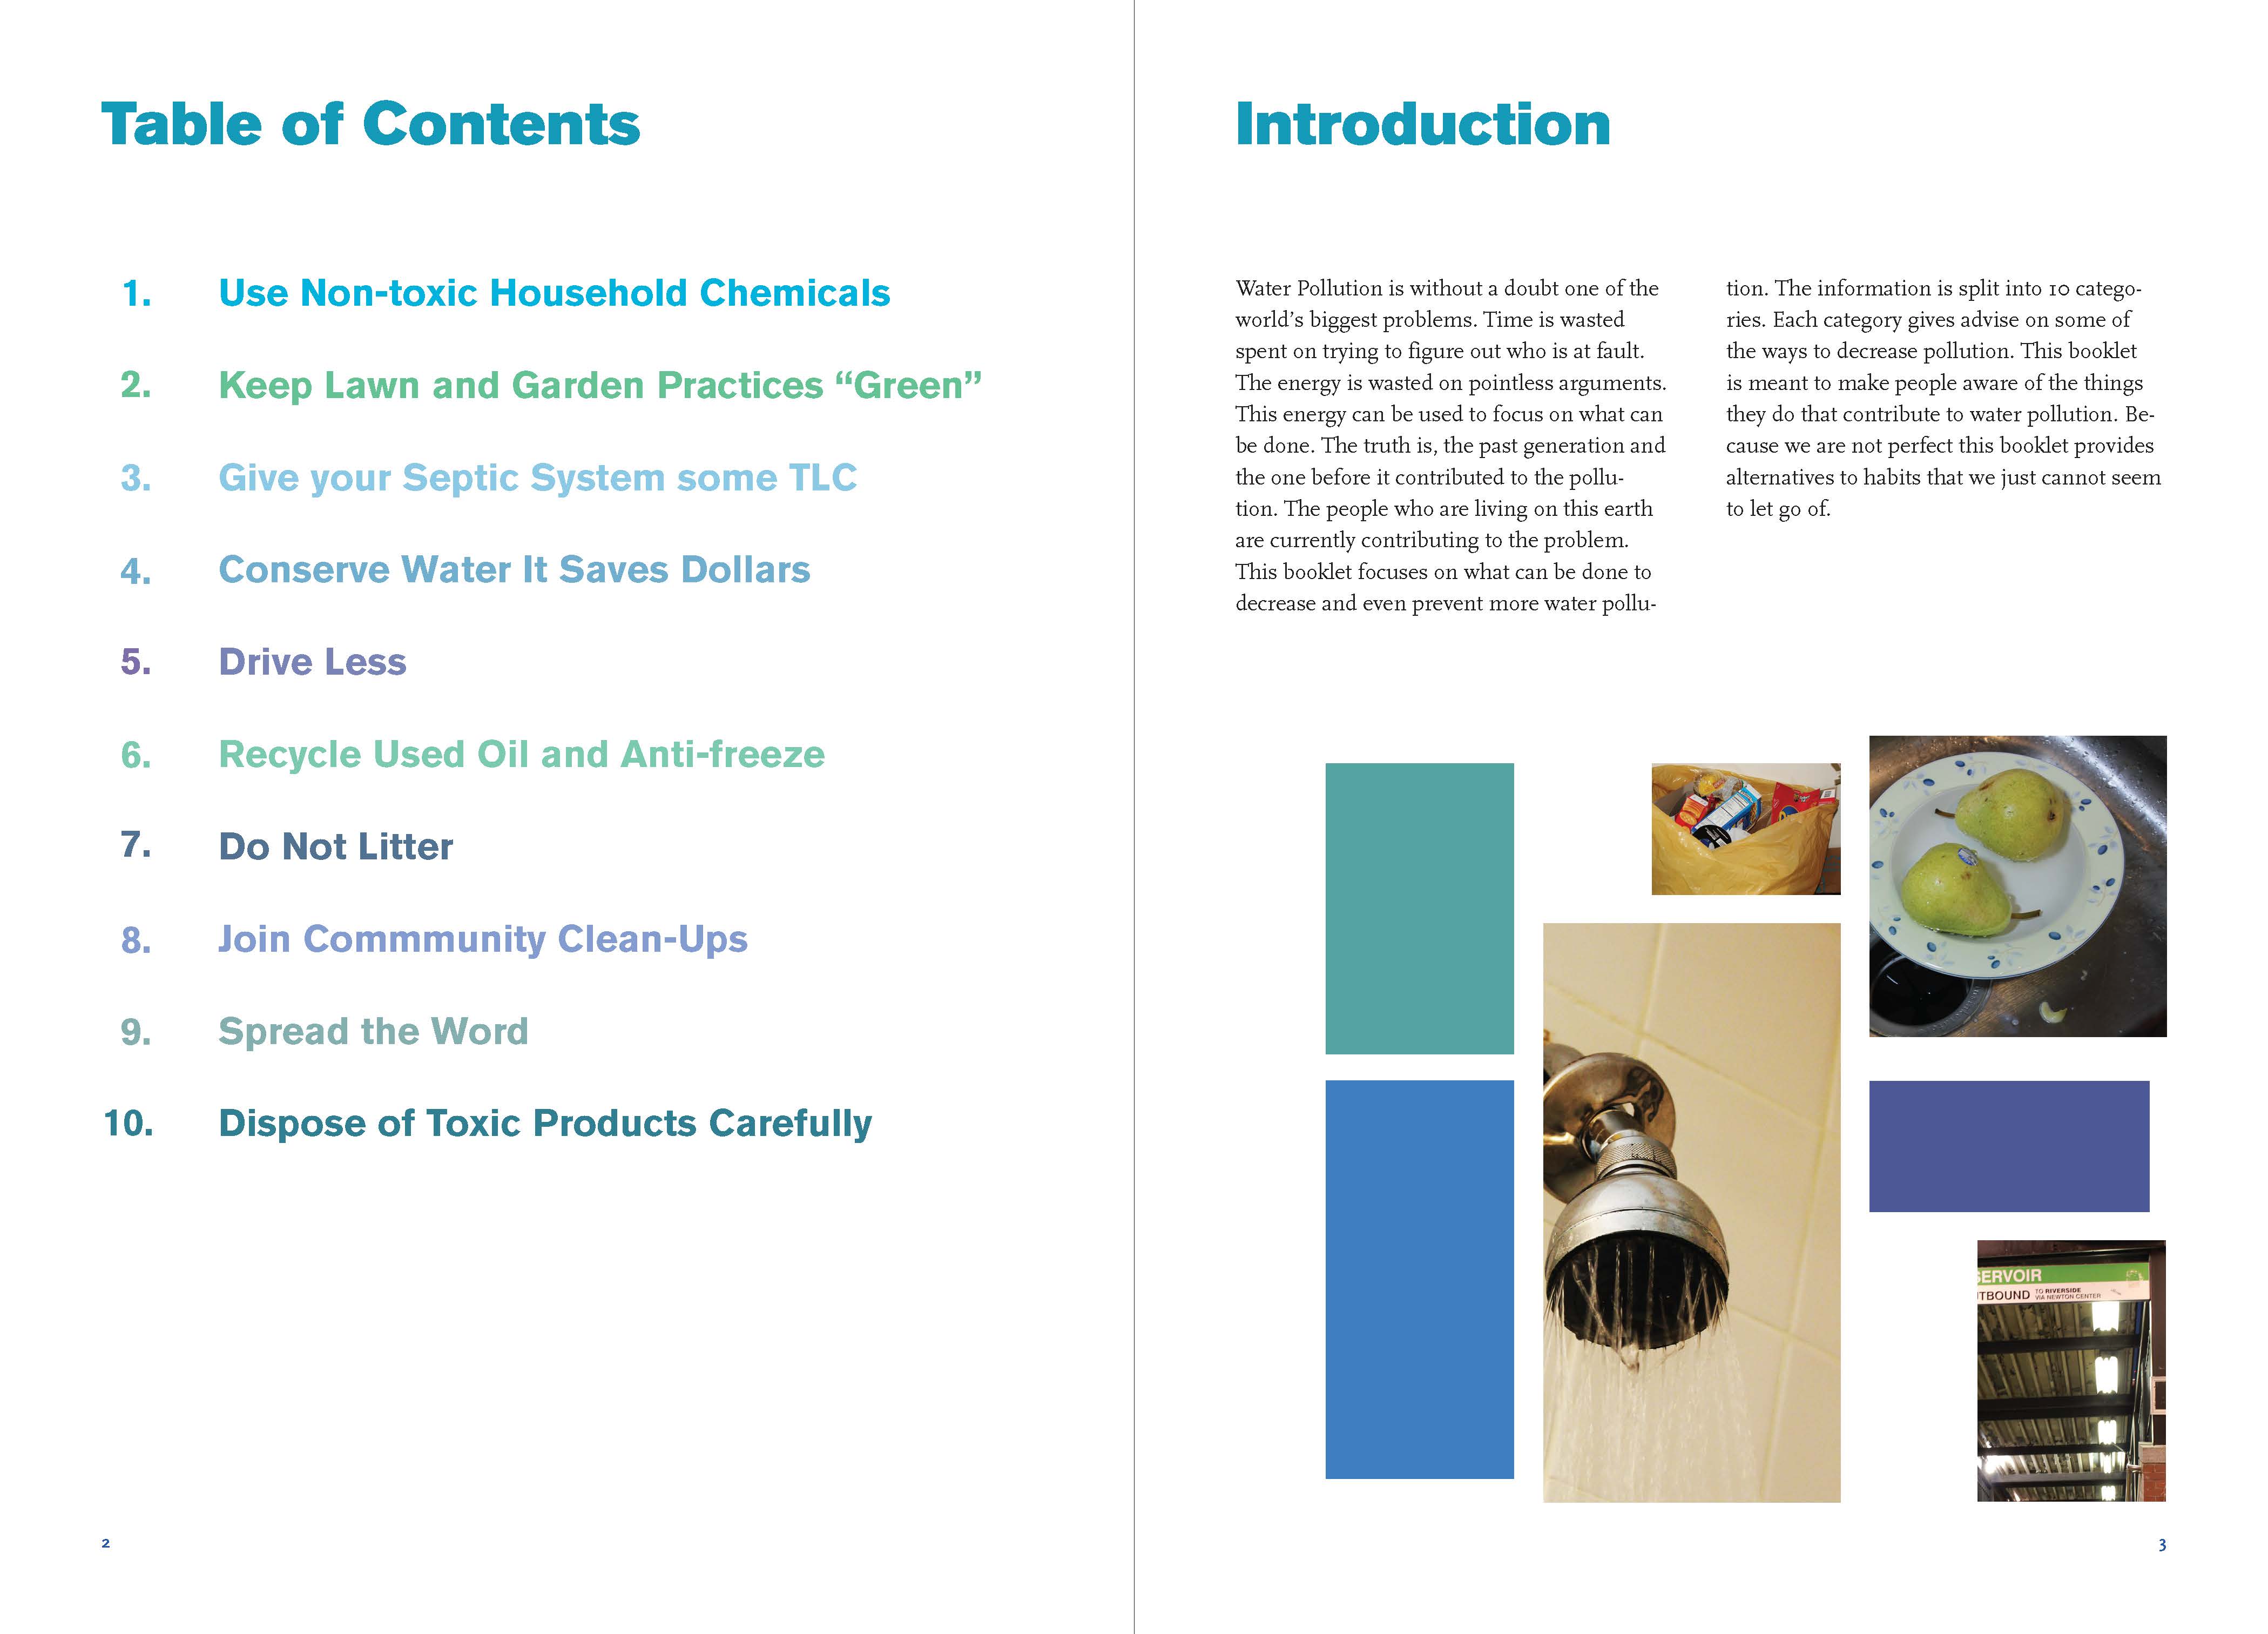 Table of Contents
1. Use Non-toxic Household Chemicals
2. Keep Lawn and Garden Practices “Green”
3. Give your Septic System some TLC
4. Conserve Water It Saves Dollars
5. Drive Less
6. Recycle Used Oil and Anti-freeze
7. Do Not Litter
8. Join Commmunity Clean-Ups
9. Spread the Word
10. Dispose of Toxic Products Carefully
2
Introduction
Water Pollution is without a doubt one of the
world’s biggest problems. Time is wasted
spent on trying to figure out who is at fault.
The energy is wasted on pointless arguments.
This energy can be used to focus on what can
be done. The truth is, the past generation and
the one before it contributed to the pollu-
tion. The people who are living on this earth
are currently contributing to the problem.
This booklet focuses on what can be done to
decrease and even prevent more water pollu-
tion. The information is split into 10 catego-
ries. Each category gives advise on some of
the ways to decrease pollution. This booklet
is meant to make people aware of the things
they do that contribute to water pollution. Be-
cause we are not perfect this booklet provides
alternatives to habits that we just cannot seem
to let go of.
SERVOIR
TBOUND TO RIVERSIDE
VIA NEWTON CENTER
3